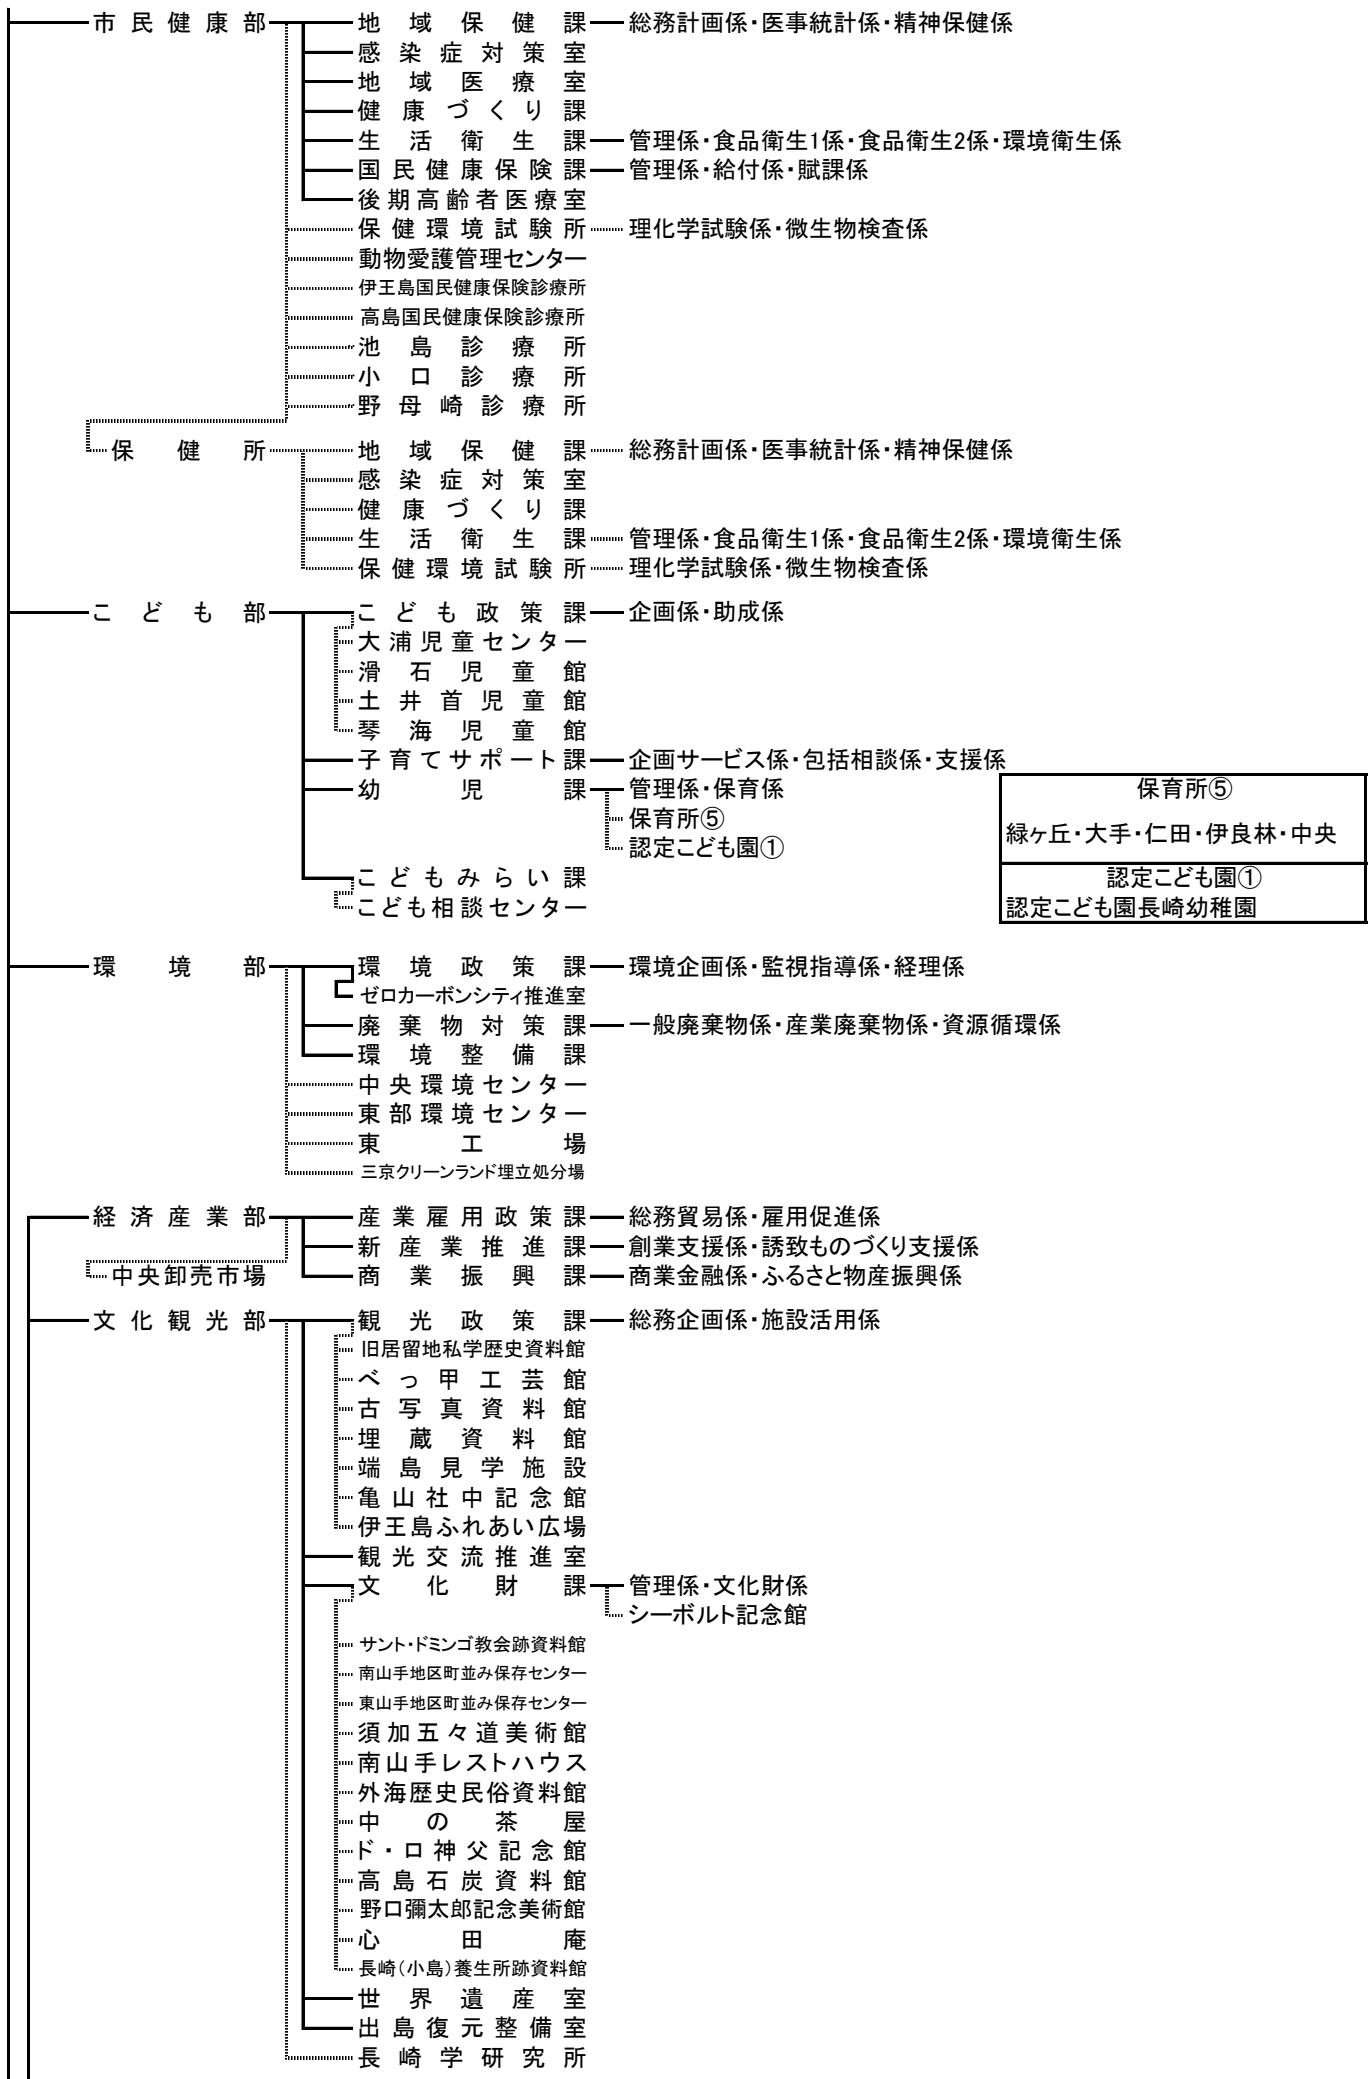 市民健康部 地域保健課 総務計画係・医事統計係・精神保健係
感染症対策室
地域医療室
健康づくり課
生活衛生課 管理係・食品衛生1係・食品衛生2係・環境衛生係
国民健康保険課 管理係・給付係・賦課係
後期高齢者医療室
保健環境試験所 理化学試験係・微生物検査係
動物愛護管理センター
伊王島国民健康保険診療所
高島国民健康保険診療所
池島診療所
小口診療所
野母崎診療所
保健所 地域保健課 総務計画係・医事統計係・精神保健係
感染症対策室
健康づくり課
生活衛生課 管理係・食品衛生1係・食品衛生2係・環境衛生係
保健環境試験所 理化学試験係・微生物検査係
こども部 こども政策課 企画係・助成係
大浦児童センター
滑石児童館
土井首児童館
琴海児童館
子育てサポート課 企画サービス係・包括相談係・支援係
幼児課 管理係・保育係
保育所⑤
認定こども園①
保育所⑤
緑ヶ丘・大手・仁田・伊良林・中央
認定こども園①
認定こども園長崎幼稚園
こどもみらい課
こども相談センター
環境部 環境政策課 環境企画係・監視指導係・経理係
ゼロカーボンシティ推進室
廃棄物対策課 一般廃棄物係・産業廃棄物係・資源循環係
環境整備課
中央環境センター
東部環境センター
東工場
三京クリーンランド埋立処分場
経済産業部 産業雇用政策課 総務貿易係・雇用促進係
新産業推進課 創業支援係・誘致ものづくり支援係
中央卸売市場 商業振興課 商業金融係・ふるさと物産振興係
文化観光部 観光政策課 総務企画係・施設活用係
旧居留地私学歴史資料館
べっ甲工芸館
古写真資料館
埋蔵資料館
端島見学施設
亀山社中記念館
伊王島ふれあい広場
観光交流推進室
文化財課 管理係・文化財係
シーボルト記念館
サント・ドミンゴ教会跡資料館
南山手地区町並み保存センター
東山手地区町並み保存センター
須加五々道美術館
南山手レストハウス
外海歴史民俗資料館
中の茶屋
ド・ロ神父記念館
高島石炭資料館
野口彌太郎記念美術館
心田庵
長崎(小島)養生所跡資料館
世界遺産室
出島復元整備室
長崎学研究所